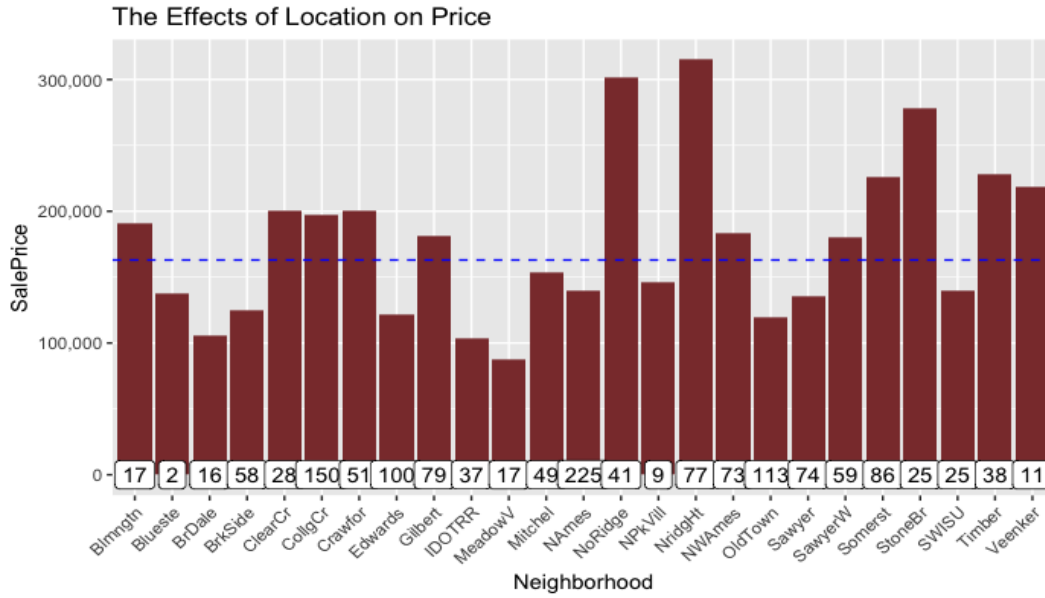 The Effects of Location on Price
SalePrice
300,000
200,000
100,000
0
17 2 16 58 28 150 51 100 79 37 17 49 225 41 9 77 73 113 74 59 86 25 25 38 11
Blmngtn Blueste BrDale BrkSide ClearCr CollgCr Crawfor Edwards Gilbert IDOTRR MeadowV Mitchel NAmes NoRidge NPkVill NridgHt NWAmes OldTown Sawyer SawyerW Somerst StoneBr SWISU Timber Veenker
Neighborhood